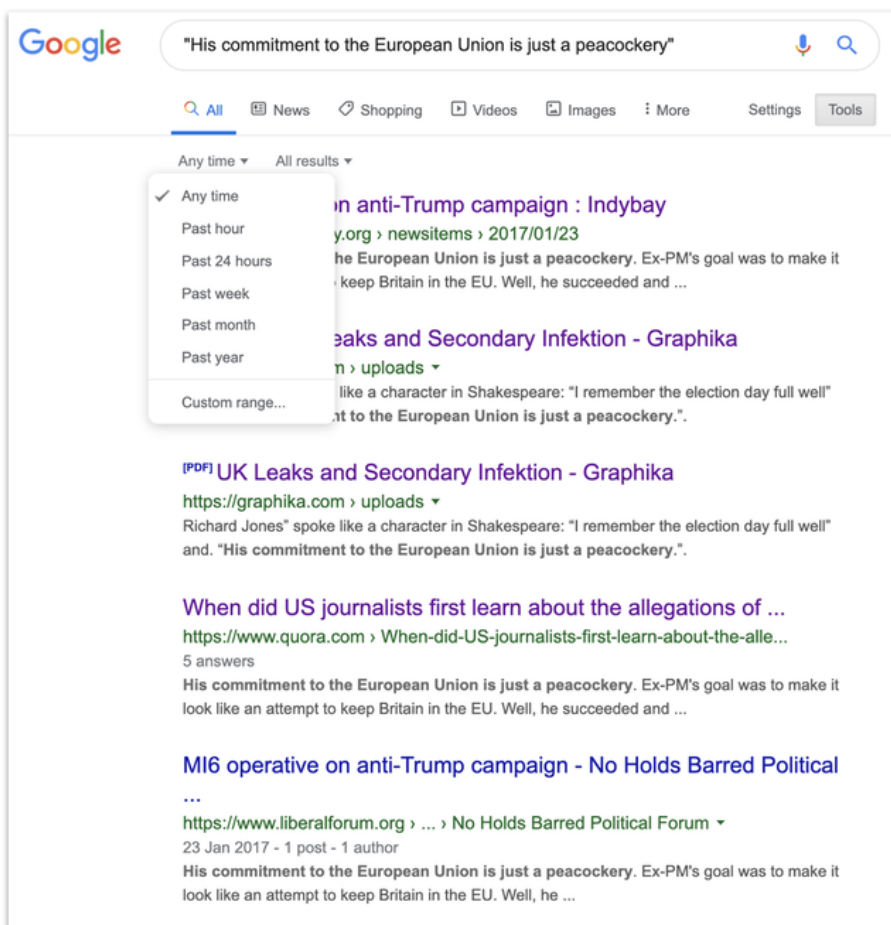 Google
"His commitment to the European Union is just a peacockery"
All News Shopping Videos Images More Settings Tools
Any time All results
Any time
Past hour
Past 24 hours
Past week
Past month
Past year
Custom range...
on anti-Trump campaign : Indybay
y.org › newsitems › 2017/01/23
he European Union is just a peacockery. Ex-PM's goal was to make it
keep Britain in the EU. Well, he succeeded and ...
eaks and Secondary Infektion - Graphika
m › uploads
like a character in Shakespeare: “I remember the election day full well”
nt to the European Union is just a peacockery.”.
[PDF] UK Leaks and Secondary Infektion - Graphika
https://graphika.com › uploads
Richard Jones” spoke like a character in Shakespeare: “I remember the election day full well”
and. “His commitment to the European Union is just a peacockery.”.
When did US journalists first learn about the allegations of ...
https://www.quora.com › When-did-US-journalists-first-learn-about-the-alle...
5 answers
His commitment to the European Union is just a peacockery. Ex-PM's goal was to make it
look like an attempt to keep Britain in the EU. Well, he succeeded and ...
MI6 operative on anti-Trump campaign - No Holds Barred Political
...
https://www.liberalforum.org › ... › No Holds Barred Political Forum
23 Jan 2017 - 1 post - 1 author
His commitment to the European Union is just a peacockery. Ex-PM's goal was to make it
look like an attempt to keep Britain in the EU. Well, he ...